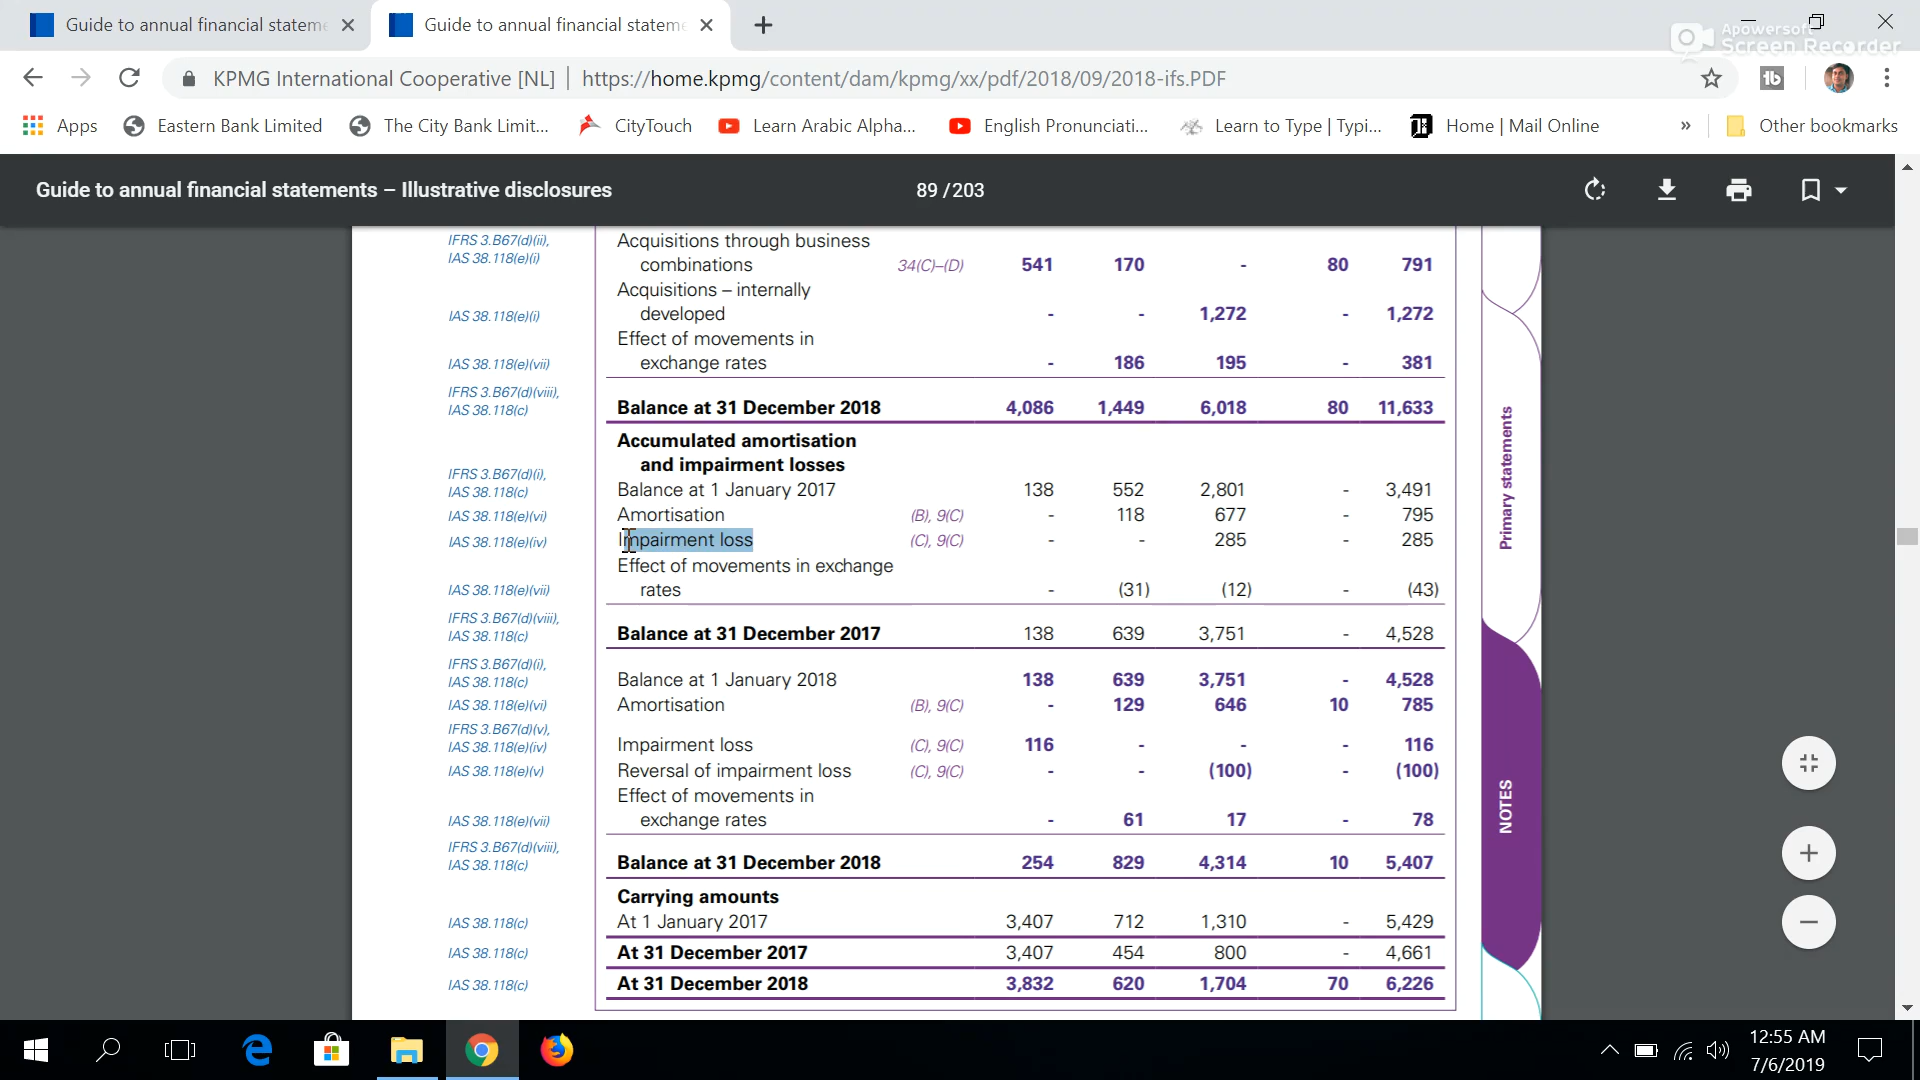 Guide to annual financial stateme
Guide to annual financial stateme
Apowersoft
Screen Recorder
KPMG International Cooperative [NL] | https://home.kpmg/content/dam/kpmg/xx/pdf/2018/09/2018-ifs.PDF
Apps Eastern Bank Limited The City Bank Limit... CityTouch Learn Arabic Alpha... English Pronunciati... Learn to Type | Typi... Home | Mail Online » Other bookmarks
Guide to annual financial statements – Illustrative disclosures 89 / 203
IFRS 3.B67(d)(ii), Acquisitions through business
IAS 38.118(e)(i) combinations 34(C)–(D) 541 170 - 80 791
Acquisitions – internally
IAS 38.118(e)(i) developed - - 1,272 - 1,272
Effect of movements in
IAS 38.118(e)(vii) exchange rates - 186 195 - 381
IFRS 3.B67(d)(viii),
IAS 38.118(c) Balance at 31 December 2018 4,086 1,449 6,018 80 11,633
Accumulated amortisation
and impairment losses
IFRS 3.B67(d)(i),
IAS 38.118(c) Balance at 1 January 2017 138 552 2,801 - 3,491
IAS 38.118(e)(vi) Amortisation (B), 9(C) - 118 677 - 795
IAS 38.118(e)(iv) Impairment loss (C), 9(C) - - 285 - 285
Effect of movements in exchange
IAS 38.118(e)(vii) rates - (31) (12) - (43)
IFRS 3.B67(d)(viii),
IAS 38.118(c) Balance at 31 December 2017 138 639 3,751 - 4,528
IFRS 3.B67(d)(i),
IAS 38.118(c) Balance at 1 January 2018 138 639 3,751 - 4,528
IAS 38.118(e)(vi) Amortisation (B), 9(C) - 129 646 10 785
IFRS 3.B67(d)(v),
IAS 38.118(e)(iv) Impairment loss (C), 9(C) 116 - - - 116
IAS 38.118(e)(v) Reversal of impairment loss (C), 9(C) - - (100) - (100)
Effect of movements in
IAS 38.118(e)(vii) exchange rates - 61 17 - 78
IFRS 3.B67(d)(viii),
IAS 38.118(c) Balance at 31 December 2018 254 829 4,314 10 5,407
Carrying amounts
IAS 38.118(c) At 1 January 2017 3,407 712 1,310 - 5,429
IAS 38.118(c) At 31 December 2017 3,407 454 800 - 4,661
IAS 38.118(c) At 31 December 2018 3,832 620 1,704 70 6,226
Primary statements
NOTES
12:55 AM
7/6/2019